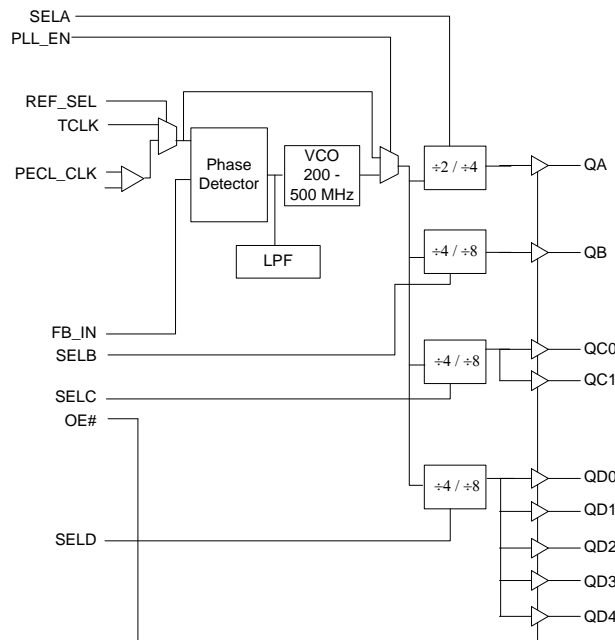 SELA
PLL_EN
REF_SEL
TCLK
PECL_CLK
Phase
Detector
VCO
200 -
500 MHz
LPF
÷2 / ÷4
QA
÷4 / ÷8
QB
FB_IN
SELB
÷4 / ÷8
QC0
QC1
SELC
OE#
÷4 / ÷8
QD0
QD1
QD2
QD3
QD4
SELD